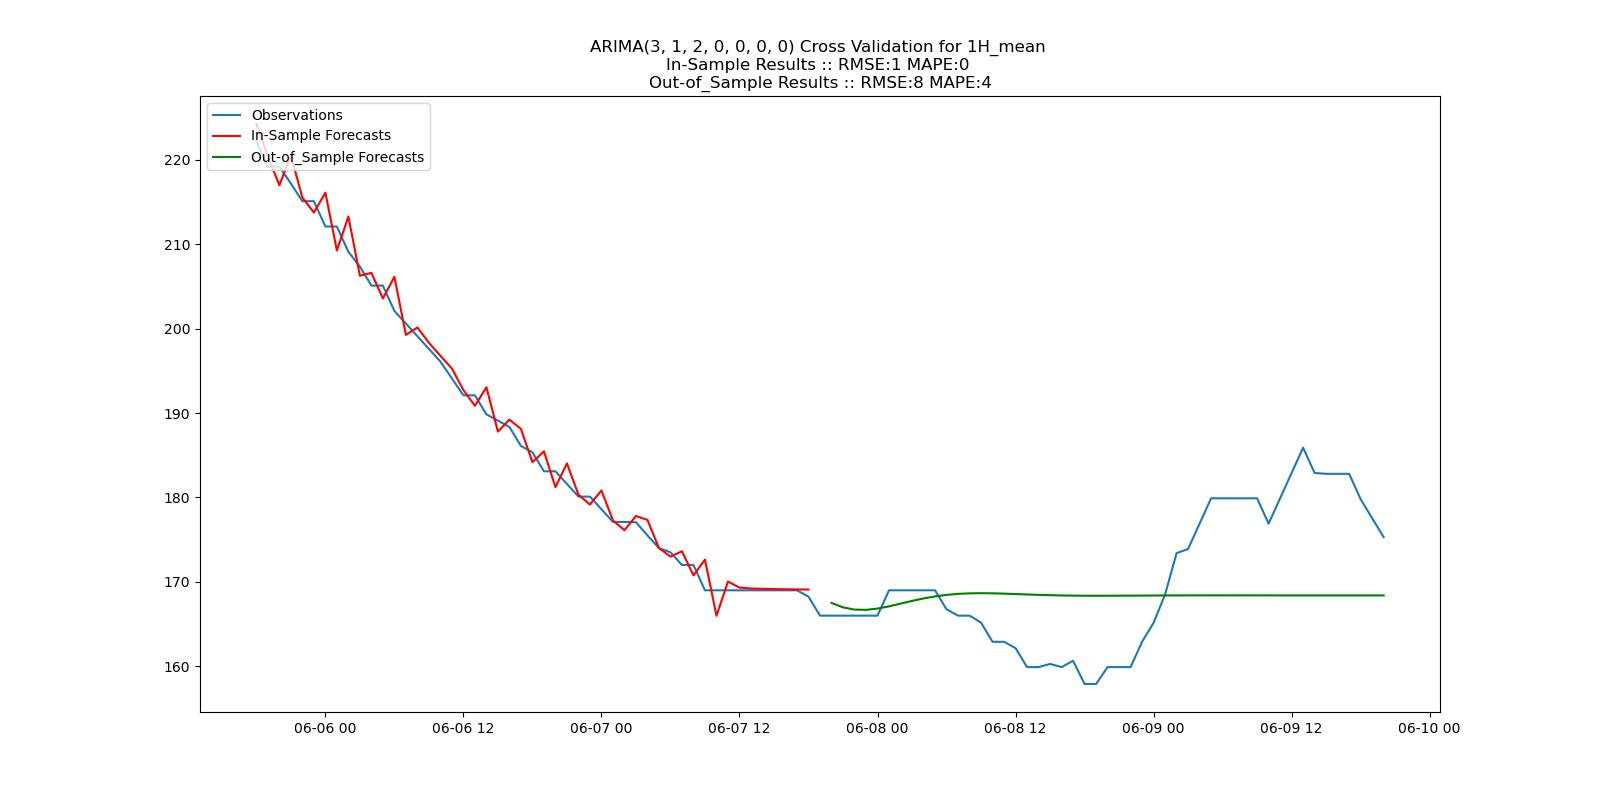 ARIMA(3, 1, 2, 0, 0, 0, 0) Cross Validation for 1H_mean
In-Sample Results :: RMSE:1 MAPE:0
Out-of_Sample Results :: RMSE:8 MAPE:4
Observations
In-Sample Forecasts
Out-of_Sample Forecasts
220
210
200
190
180
170
160
06-06 00
06-06 12
06-07 00
06-07 12
06-08 00
06-08 12
06-09 00
06-09 12
06-10 00